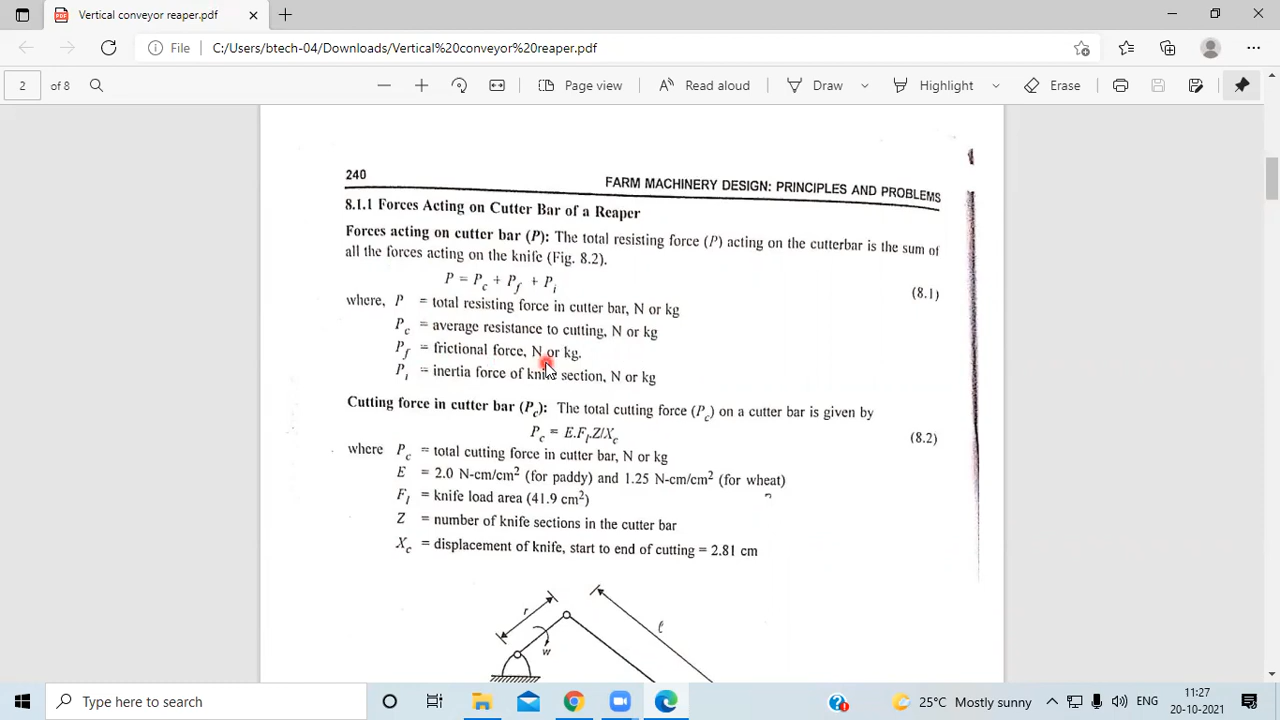 Vertical conveyor reaper.pdf
File C:/Users/btech-04/Downloads/Vertical%20conveyor%20reaper.pdf
2 of 8 Page view Read aloud Draw Highlight Erase
240 FARM MACHINERY DESIGN: PRINCIPLES AND PROBLEMS
8.1.1 Forces Acting on Cutter Bar of a Reaper
Forces acting on cutter bar (P): The total resisting force (P) acting on the cutterbar is the sum of
all the forces acting on the knife (Fig. 8.2).
P = Pc + Pf + Pi (8.1)
where, P = total resisting force in cutter bar, N or kg
Pc = average resistance to cutting, N or kg
Pf = frictional force, N or kg.
Pi = inertia force of knife section, N or kg
Cutting force in cutter bar (Pc): The total cutting force (Pc) on a cutter bar is given by
Pc = E.Fl.Z/Xc (8.2)
where Pc = total cutting force in cutter bar, N or kg
E = 2.0 N-cm/cm² (for paddy) and 1.25 N-cm/cm² (for wheat)
Fl = knife load area (41.9 cm²)
Z = number of knife sections in the cutter bar
Xc = displacement of knife, start to end of cutting = 2.81 cm
r
ℓ
w
Type here to search
25°C Mostly sunny
ENG
11:27
20-10-2021